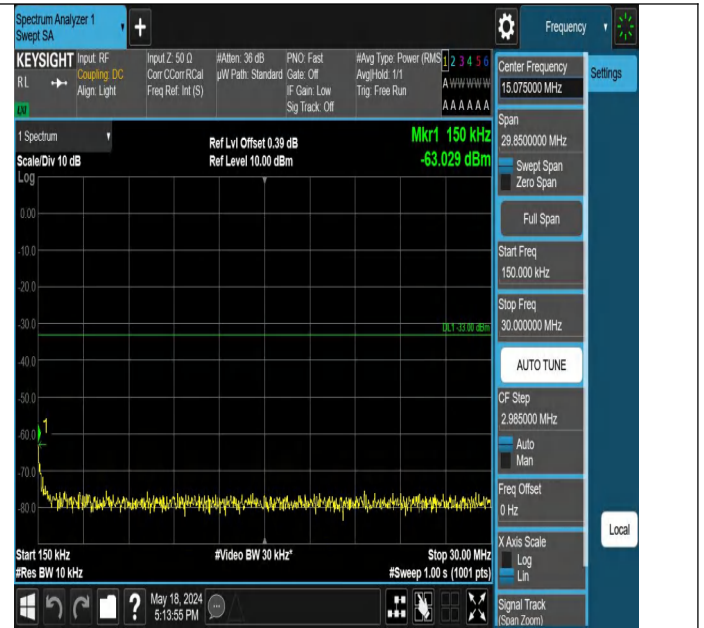 Spectrum Analyzer 1
Swept SA
Frequency
KEYSIGHT
RL
LXI
Input: RF
Coupling: DC
Align: Light
Input Z: 50 Ω
Corr CCorr RCal
Freq Ref: Int (S)
#Atten: 36 dB
µW Path: Standard
PNO: Fast
Gate: Off
IF Gain: Low
Sig Track: Off
#Avg Type: Power (RMS
Avg|Hold: 1/1
Trig: Free Run
1 2 3 4 5 6
A W W W W W
A A A A A A
1 Spectrum
Scale/Div 10 dB
Log
Ref Lvl Offset 0.39 dB
Ref Level 10.00 dBm
Mkr1 150 kHz
-63.029 dBm
0.00
-10.0
-20.0
-30.0
DL1 -33.00 dBm
-40.0
-50.0
-60.0
1
-70.0
-80.0
Start 150 kHz
#Video BW 30 kHz*
Stop 30.00 MHz
#Res BW 10 kHz
#Sweep 1.00 s (1001 pts)
May 18, 2024
5:13:55 PM
?
Center Frequency
15.075000 MHz
Settings
Span
29.8500000 MHz
Swept Span
Zero Span
Full Span
Start Freq
150.000 kHz
Stop Freq
30.000000 MHz
AUTO TUNE
CF Step
2.985000 MHz
Auto
Man
Freq Offset
0 Hz
X Axis Scale
Log
Lin
Local
Signal Track
(Span Zoom)